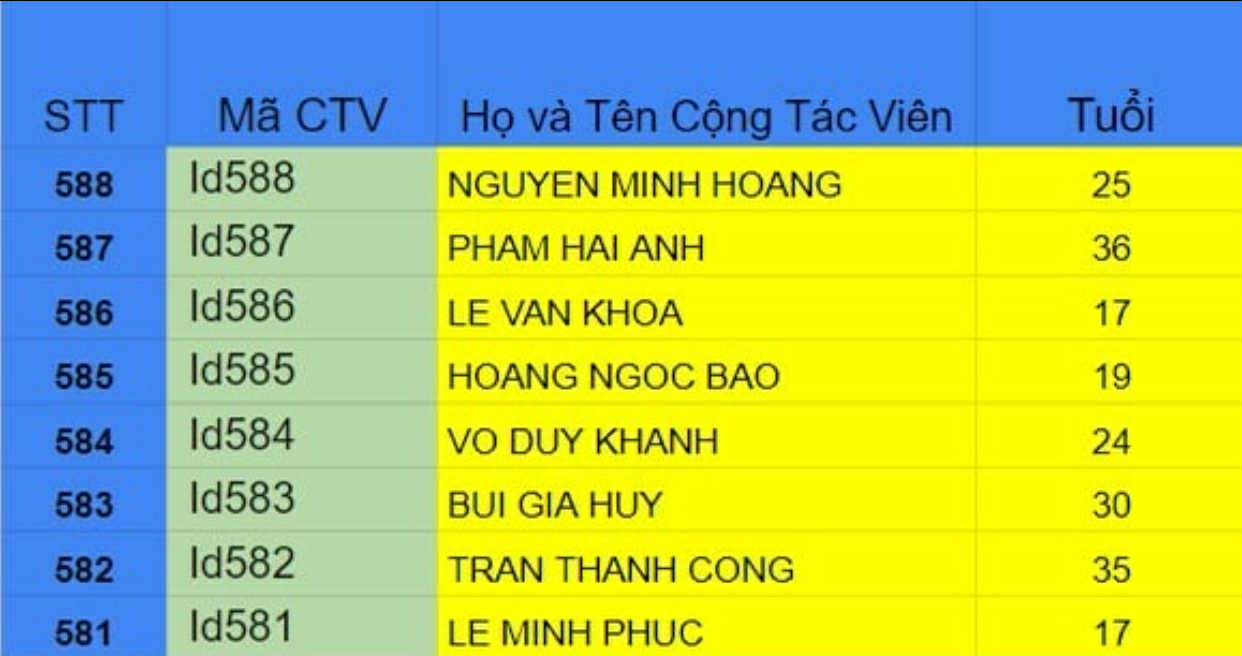 STT Mã CTV Họ và Tên Cộng Tác Viên Tuổi
588 Id588 NGUYEN MINH HOANG 25
587 Id587 PHAM HAI ANH 36
586 Id586 LE VAN KHOA 17
585 Id585 HOANG NGOC BAO 19
584 Id584 VO DUY KHANH 24
583 Id583 BUI GIA HUY 30
582 Id582 TRAN THANH CONG 35
581 Id581 LE MINH PHUC 17